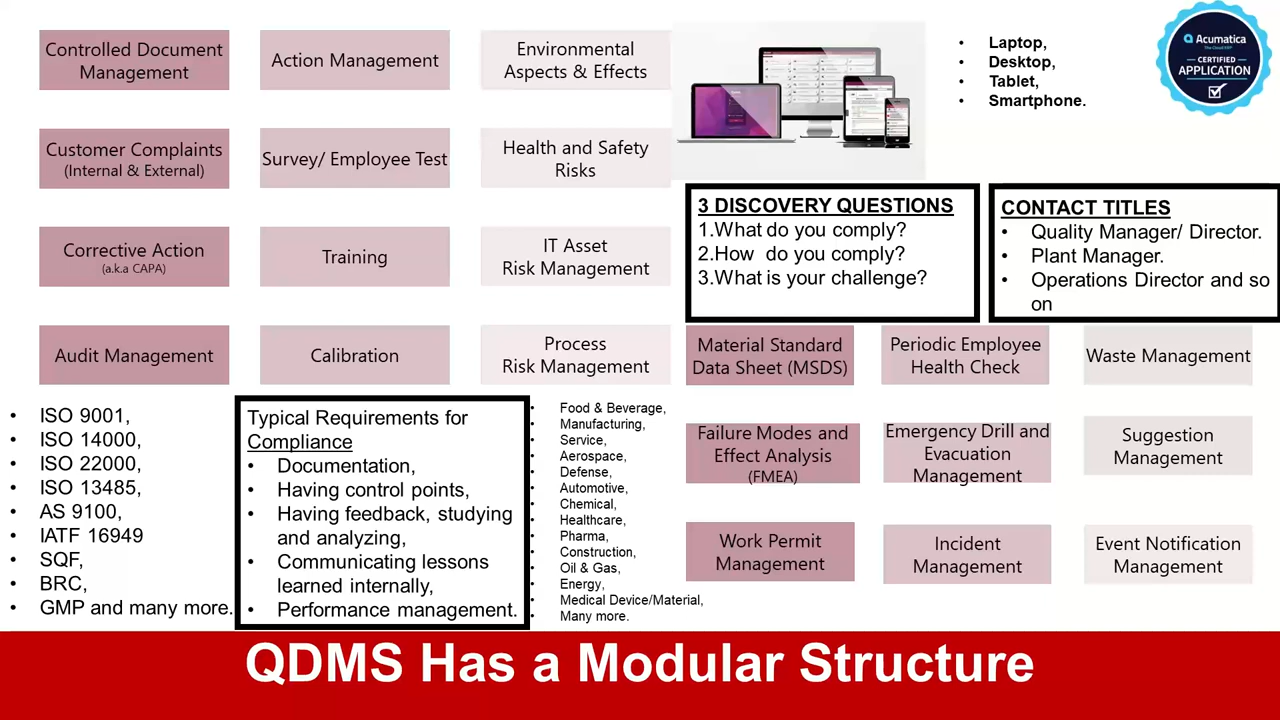 Controlled Document
Management
Action Management
Environmental
Aspects & Effects
Customer Complaints
(Internal & External)
Survey/ Employee Test
Health and Safety
Risks
Corrective Action
(a.k.a CAPA)
Training
IT Asset
Risk Management
Audit Management
Calibration
Process
Risk Management
• Laptop,
• Desktop,
• Tablet,
• Smartphone.
Acumatica
The Cloud ERP
CERTIFIED
APPLICATION
3 DISCOVERY QUESTIONS
1.What do you comply?
2.How do you comply?
3.What is your challenge?
CONTACT TITLES
• Quality Manager/ Director.
• Plant Manager.
• Operations Director and so
on
Material Standard
Data Sheet (MSDS)
Periodic Employee
Health Check
Waste Management
Failure Modes and
Effect Analysis
(FMEA)
Emergency Drill and
Evacuation
Management
Suggestion
Management
Work Permit
Management
Incident
Management
Event Notification
Management
• ISO 9001,
• ISO 14000,
• ISO 22000,
• ISO 13485,
• AS 9100,
• IATF 16949
• SQF,
• BRC,
• GMP and many more.
Typical Requirements for
Compliance
• Documentation,
• Having control points,
• Having feedback, studying
and analyzing,
• Communicating lessons
learned internally,
• Performance management.
• Food & Beverage,
• Manufacturing,
• Service,
• Aerospace,
• Defense,
• Automotive,
• Chemical,
• Healthcare,
• Pharma,
• Construction,
• Oil & Gas,
• Energy,
• Medical Device/Material,
• Many more.
QDMS Has a Modular Structure